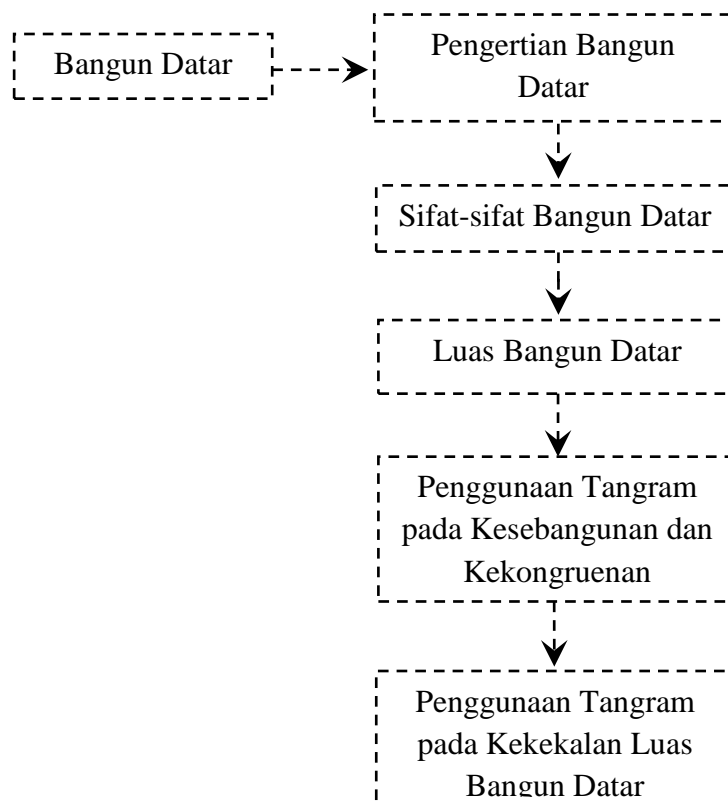 Bangun Datar
Pengertian Bangun
Datar
Sifat-sifat Bangun Datar
Luas Bangun Datar
Penggunaan Tangram
pada Kesebangunan dan
Kekongruenan
Penggunaan Tangram
pada Kekekalan Luas
Bangun Datar